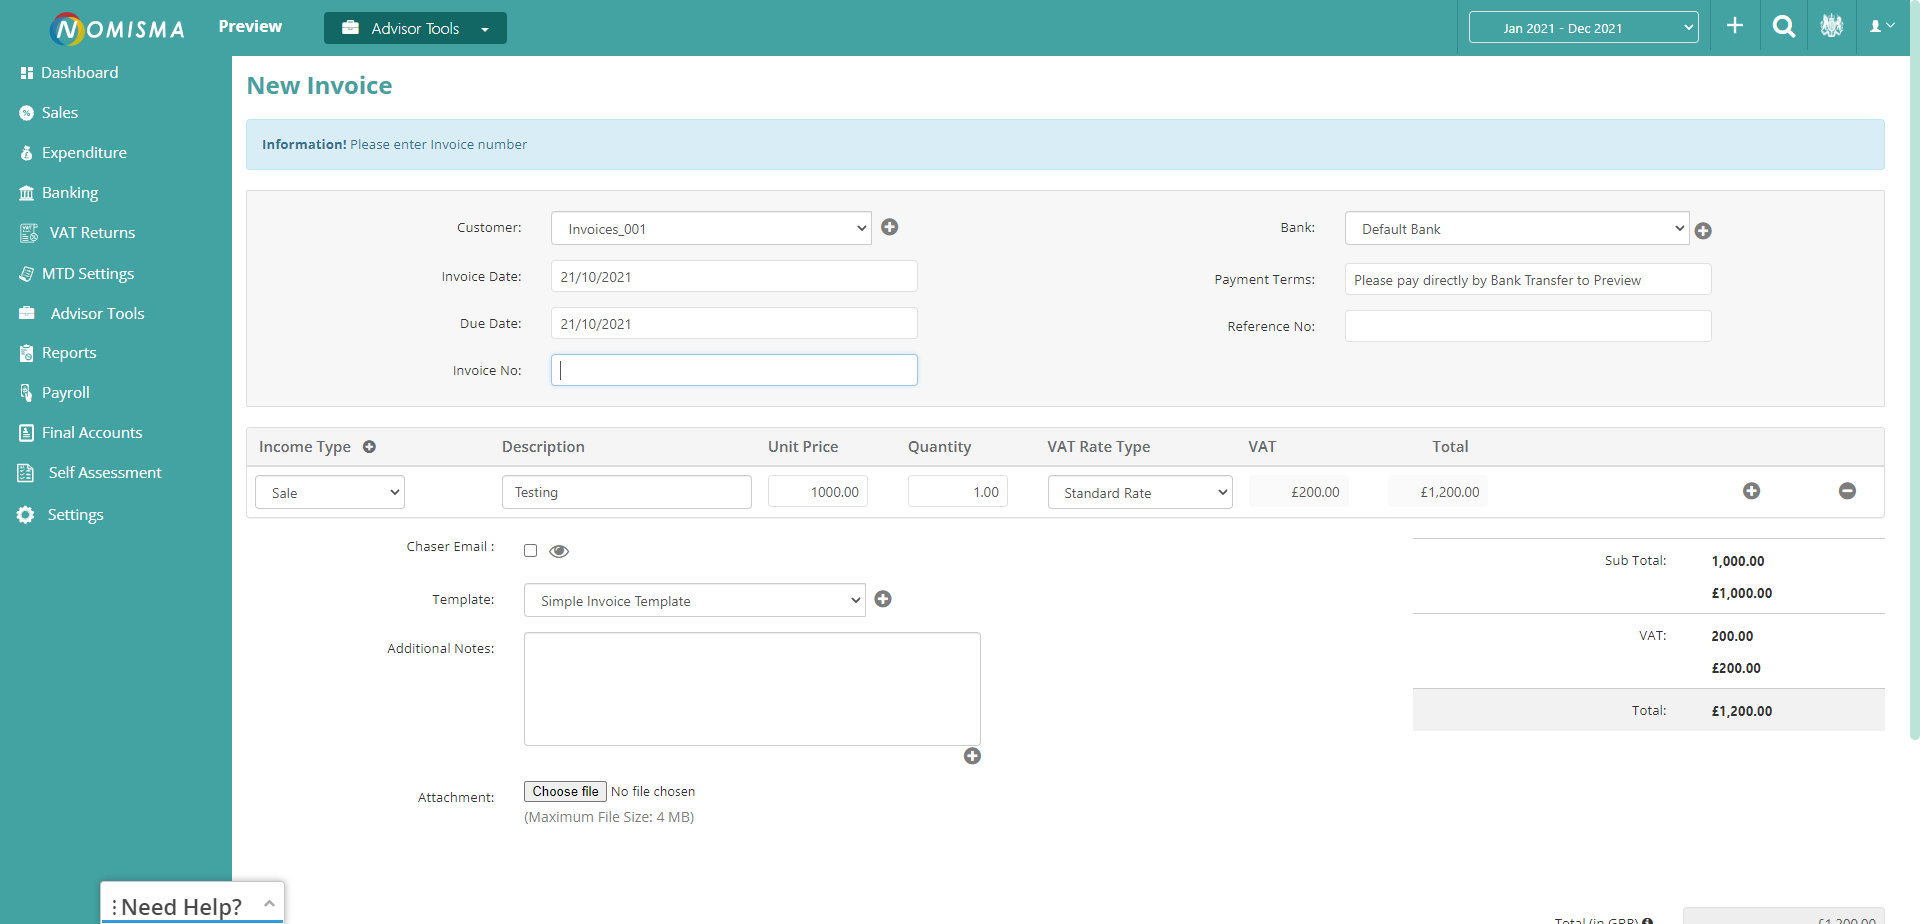 NOMISMA
Preview
Advisor Tools
Jan 2021 - Dec 2021
Dashboard
Sales
Expenditure
Banking
VAT Returns
MTD Settings
Advisor Tools
Reports
Payroll
Final Accounts
Self Assessment
Settings
New Invoice
Information! Please enter Invoice number
Customer: Invoices_001
Bank: Default Bank
Invoice Date: 21/10/2021
Payment Terms: Please pay directly by Bank Transfer to Preview
Due Date: 21/10/2021
Reference No:
Invoice No:
Income Type Description Unit Price Quantity VAT Rate Type VAT Total
Sale Testing 1000.00 1.00 Standard Rate £200.00 £1,200.00
Chaser Email :
Template: Simple Invoice Template
Additional Notes:
Attachment: Choose file No file chosen
(Maximum File Size: 4 MB)
Sub Total: 1,000.00
£1,000.00
VAT: 200.00
£200.00
Total: £1,200.00
Total (in GBP) £1,200.00
Need Help?